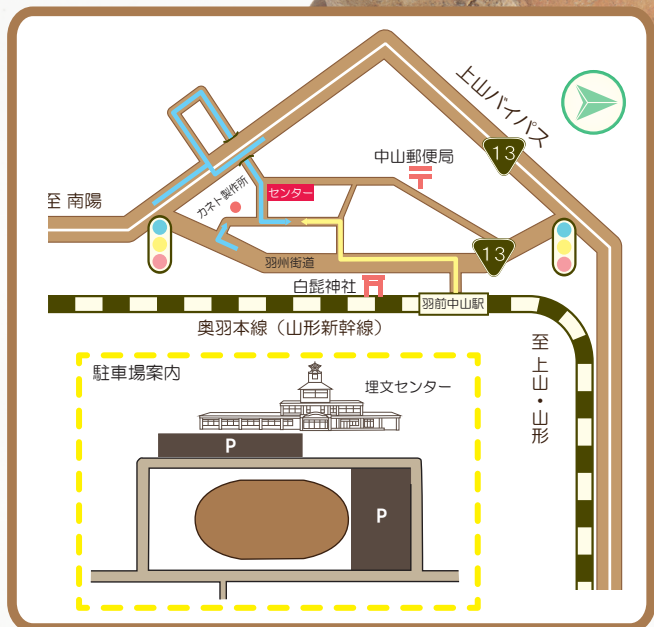 上山バイパス
13
中山郵便局
カネト製作所
センター
至 南陽
羽州街道
13
白髭神社
羽前中山駅
奥羽本線（山形新幹線）
至 上山・山形
駐車場案内
埋文センター
P
P